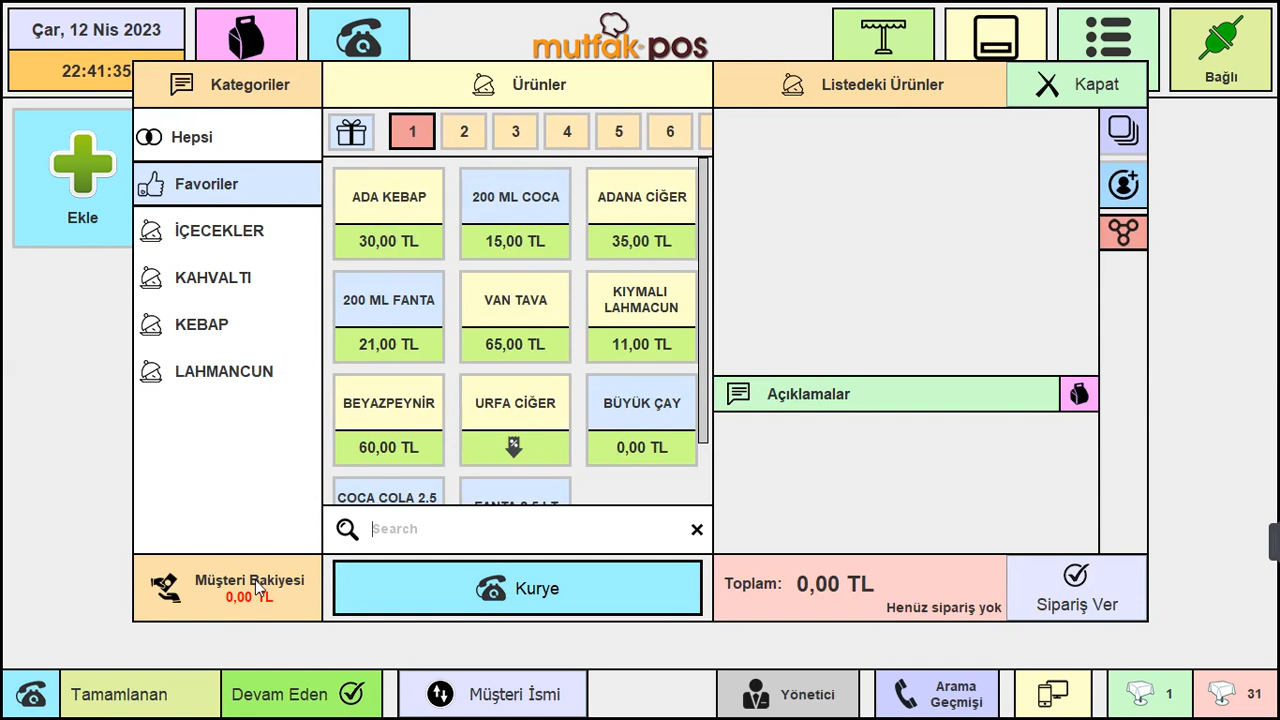 Çar, 12 Nis 2023
22:41:35
mutfak-pos
Bağlı
Kategoriler
Ürünler
Listedeki Ürünler
Kapat
Ekle
Hepsi
Favoriler
İÇECEKLER
KAHVALTI
KEBAP
LAHMANCUN
1
2
3
4
5
6
ADA KEBAP
30,00 TL
200 ML COCA
15,00 TL
ADANA CİĞER
35,00 TL
200 ML FANTA
21,00 TL
VAN TAVA
65,00 TL
KIYMALI
LAHMACUN
11,00 TL
BEYAZPEYNİR
60,00 TL
URFA CİĞER
BÜYÜK ÇAY
0,00 TL
COCA COLA 2.5
FANTA 2.5 LT
Search
Açıklamalar
Müşteri Bakiyesi
0,00 TL
Kurye
Toplam: 0,00 TL
Henüz sipariş yok
Sipariş Ver
Tamamlanan
Devam Eden
Müşteri İsmi
Yönetici
Arama
Geçmişi
1
31